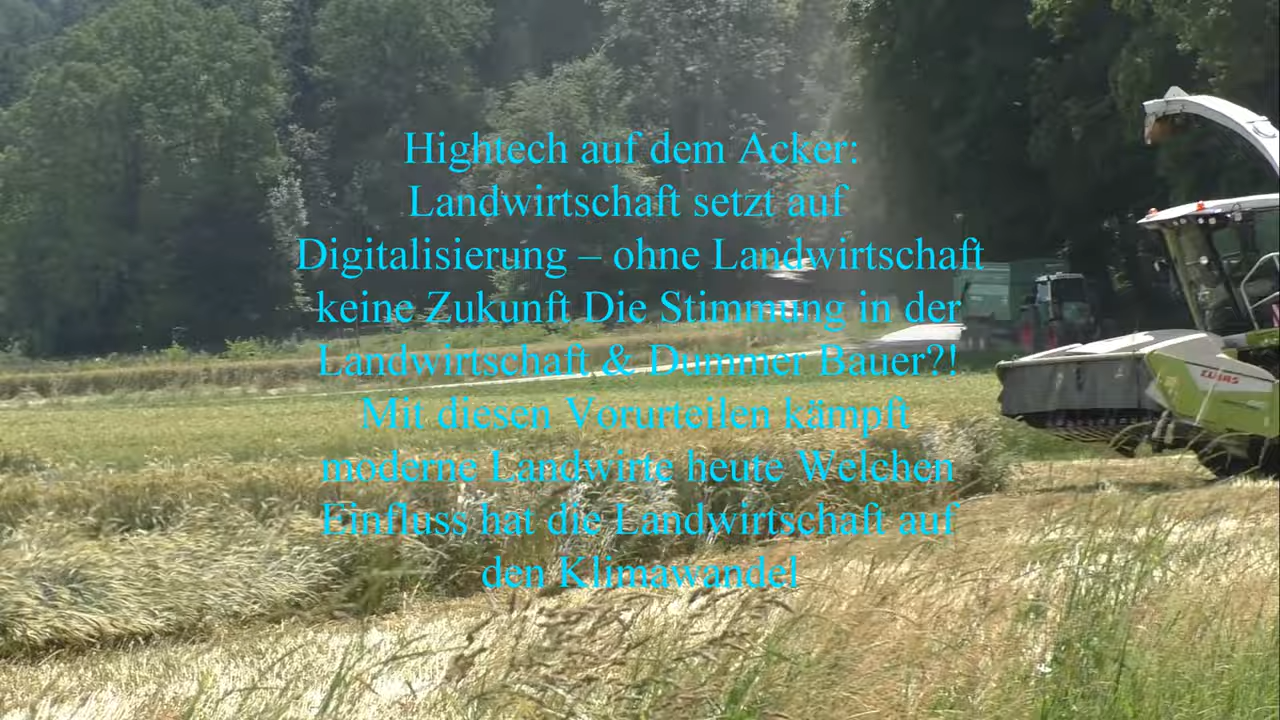 Hightech auf dem Acker:
Landwirtschaft setzt auf
Digitalisierung – ohne Landwirtschaft
keine Zukunft Die Stimmung in der
Landwirtschaft & Dummer Bauer?!
Mit diesen Vorurteilen kämpft
moderne Landwirte heute Welchen
Einfluss hat die Landwirtschaft auf
den Klimawandel
CLAAS